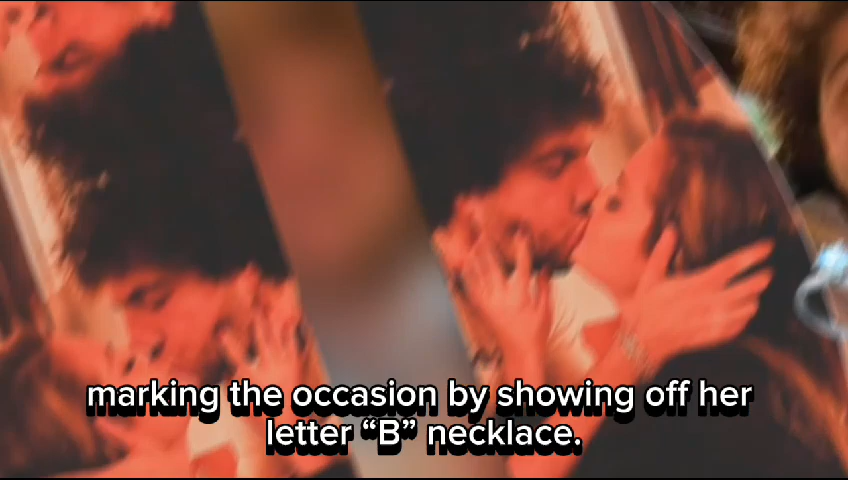 marking the occasion by showing off her
letter “B” necklace.